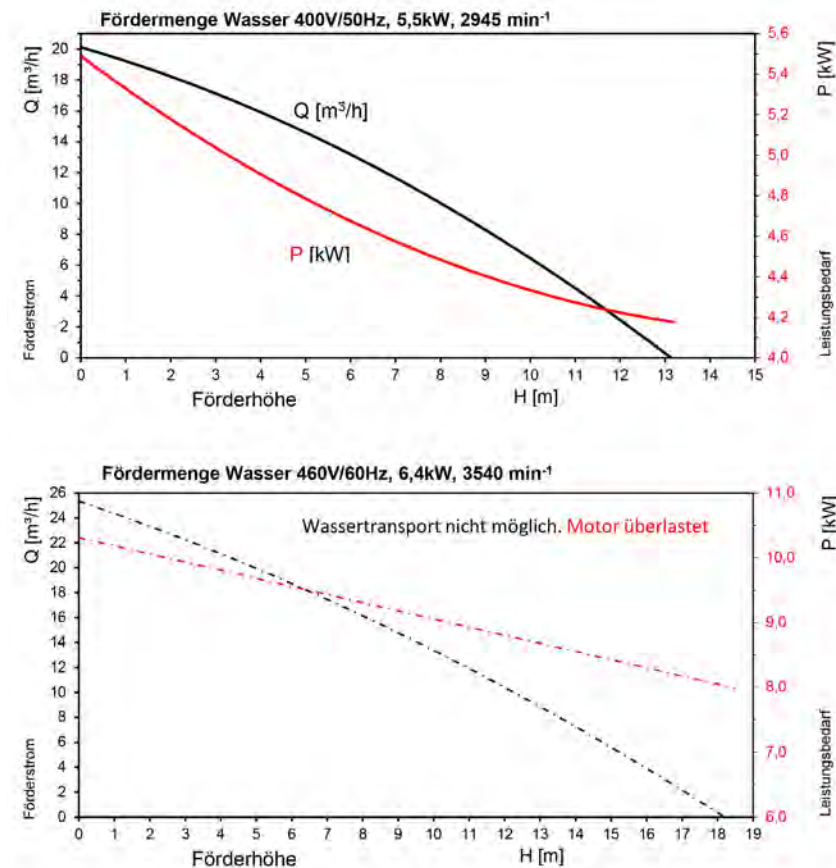 Fördermenge Wasser 400V/50Hz, 5,5kW, 2945 min⁻¹
Q [m³/h]
Förderstrom
20
18
16
14
12
10
8
6
4
2
0
Q [m³/h]
P [kW]
P [kW]
Leistungsbedarf
5,6
5,4
5,2
5,0
4,8
4,6
4,4
4,2
4,0
0 1 2 3 4 5 6 7 8 9 10 11 12 13 14 15
Förderhöhe H [m]
Fördermenge Wasser 460V/60Hz, 6,4kW, 3540 min⁻¹
Q [m³/h]
Förderstrom
26
24
22
20
18
16
14
12
10
8
6
4
2
0
Wassertransport nicht möglich. Motor überlastet
P [kW]
Leistungsbedarf
11,0
10,0
9,0
8,0
7,0
6,0
0 1 2 3 4 5 6 7 8 9 10 11 12 13 14 15 16 17 18 19
Förderhöhe H [m]